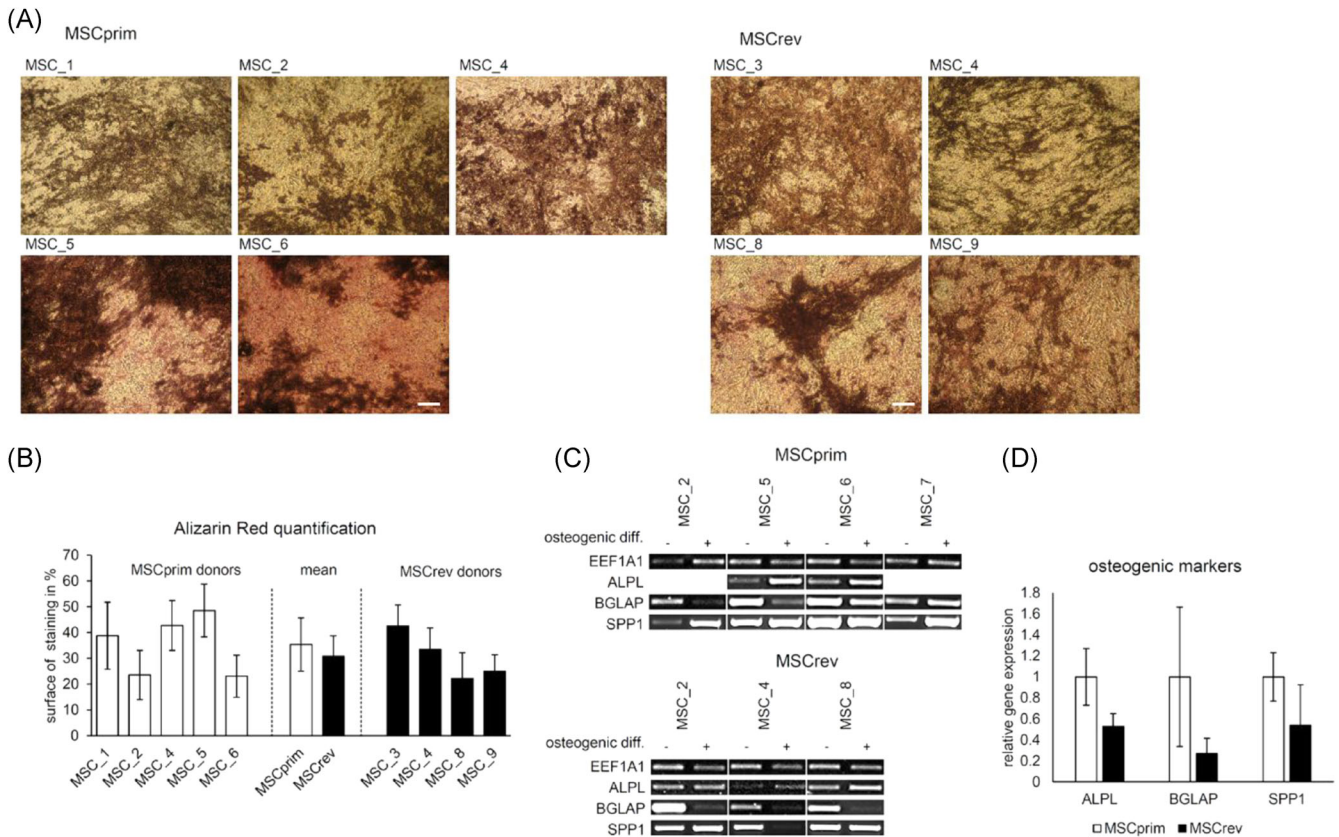 (A)
MSCprim
MSC_1
MSC_2
MSC_4
MSC_5
MSC_6
MSCrev
MSC_3
MSC_4
MSC_8
MSC_9
(B)
Alizarin Red quantification
surface of staining in %
70
60
50
40
30
20
10
0
MSCprim donors
mean
MSCrev donors
MSC_1
MSC_2
MSC_4
MSC_5
MSC_6
MSCprim
MSCrev
MSC_3
MSC_4
MSC_8
MSC_9
(C)
MSCprim
MSC_2
MSC_5
MSC_6
MSC_7
osteogenic diff. - + - + - + - +
EEF1A1
ALPL
BGLAP
SPP1
MSCrev
MSC_2
MSC_4
MSC_8
osteogenic diff. - + - + - +
EEF1A1
ALPL
BGLAP
SPP1
(D)
osteogenic markers
relative gene expression
1.8
1.6
1.4
1.2
1
0.8
0.6
0.4
0.2
0
ALPL BGLAP SPP1
MSCprim MSCrev